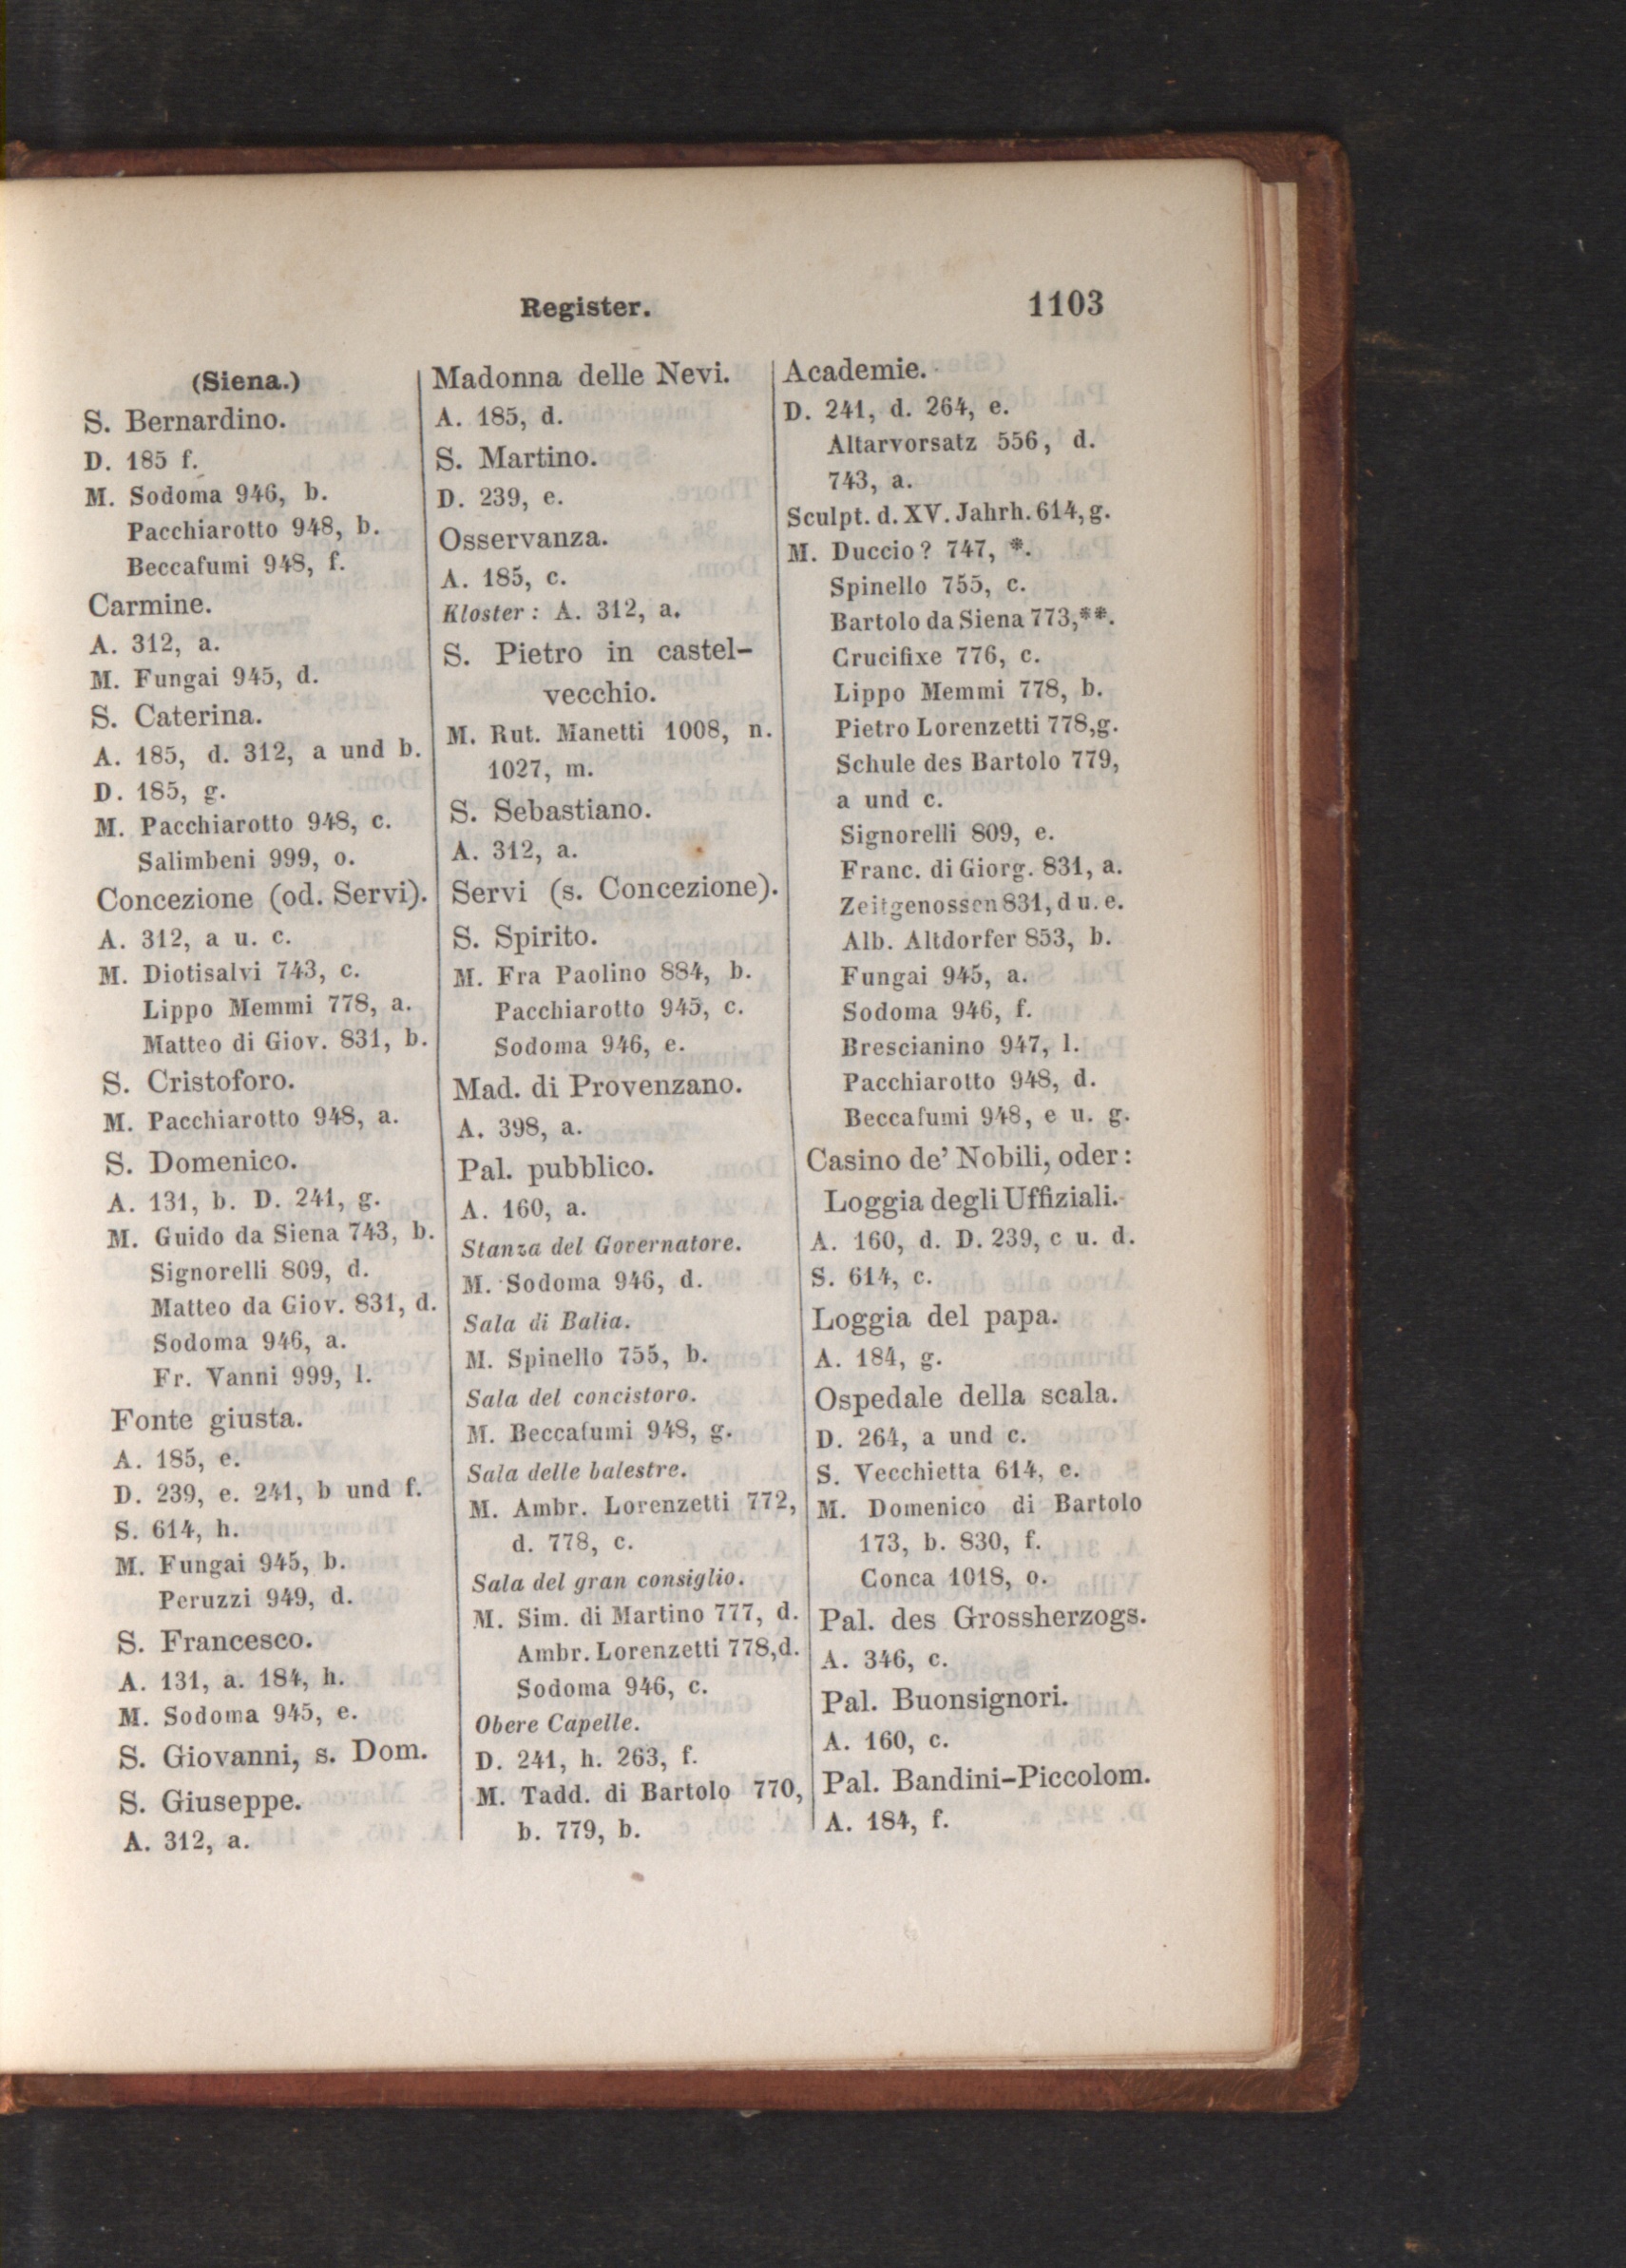 Register.
1103
(Siena.)
S. Bernardino.
D. 185 f.
M. Sodoma 946, b.
Pacchiarotto 948, b.
Beccafumi 948, f.
Carmine.
A. 312, a.
M. Fungai 945, d.
S. Caterina.
A. 185, d. 312, a und b.
D. 185, g.
M. Pacchiarotto 948, c.
Salimbeni 999, o.
Concezione (od. Servi).
A. 312, a u. c.
M. Diotisalvi 743, c.
Lippo Memmi 778, a.
Matteo di Giov. 831, b.
S. Cristoforo.
M. Pacchiarotto 948, a.
S. Domenico.
A. 131, b. D. 241, g.
M. Guido da Siena 743, b.
Signorelli 809, d.
Matteo da Giov. 831, d.
Sodoma 946, a.
Fr. Vanni 999, l.
Fonte giusta.
A. 185, e.
D. 239, e. 241, b und f.
S. 614, h.
M. Fungai 945, b.
Peruzzi 949, d.
S. Francesco.
A. 131, a. 184, h.
M. Sodoma 945, e.
S. Giovanni, s. Dom.
S. Giuseppe.
A. 312, a.
Madonna delle Nevi.
A. 185, d.
S. Martino.
D. 239, e.
Osservanza.
A. 185, c.
Kloster: A. 312, a.
S. Pietro in castel-
vecchio.
M. Rut. Manetti 1008, n.
1027, m.
S. Sebastiano.
A. 312, a.
Servi (s. Concezione).
S. Spirito.
M. Fra Paolino 884, b.
Pacchiarotto 945, c.
Sodoma 946, e.
Mad. di Provenzano.
A. 398, a.
Pal. pubblico.
A. 160, a.
Stanza del Governatore.
M. Sodoma 946, d.
Sala di Balia.
M. Spinello 755, b.
Sala del concistoro.
M. Beccafumi 948, g.
Sala delle balestre.
M. Ambr. Lorenzetti 772,
d. 778, c.
Sala del gran consiglio.
M. Sim. di Martino 777, d.
Ambr. Lorenzetti 778,d.
Sodoma 946, c.
Obere Capelle.
D. 241, h. 263, f.
M. Tadd. di Bartolo 770,
b. 779, b.
Academie.
D. 241, d. 264, e.
Altarvorsatz 556, d.
743, a.
Sculpt. d. XV. Jahrh. 614, g.
M. Duccio? 747, *.
Spinello 755, c.
Bartolo da Siena 773,**.
Crucifixe 776, c.
Lippo Memmi 778, b.
Pietro Lorenzetti 778,g.
Schule des Bartolo 779,
a und c.
Signorelli 809, e.
Franc. di Giorg. 831, a.
Zeitgenossen 831, d u. e.
Alb. Altdorfer 853, b.
Fungai 945, a.
Sodoma 946, f.
Brescianino 947, l.
Pacchiarotto 948, d.
Beccafumi 948, e u. g.
Casino de' Nobili, oder:
Loggia degli Uffiziali.
A. 160, d. D. 239, c u. d.
S. 614, c.
Loggia del papa.
A. 184, g.
Ospedale della scala.
D. 264, a und c.
S. Vecchietta 614, e.
M. Domenico di Bartolo
173, b. 830, f.
Conca 1018, o.
Pal. des Grossherzogs.
A. 346, c.
Pal. Buonsignori.
A. 160, c.
Pal. Bandini-Piccolom.
A. 184, f.